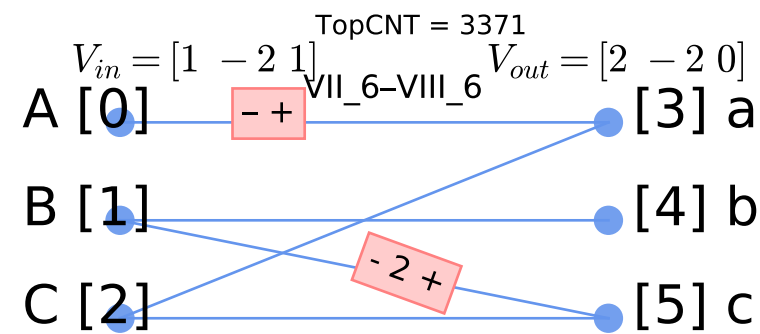 TopCNT = 3371
V_in = [1 −2 1] V_out = [2 −2 0]
VII_6–VIII_6
A [0] – + [3] a
B [1] [4] b
- 2 +
C [2] [5] c